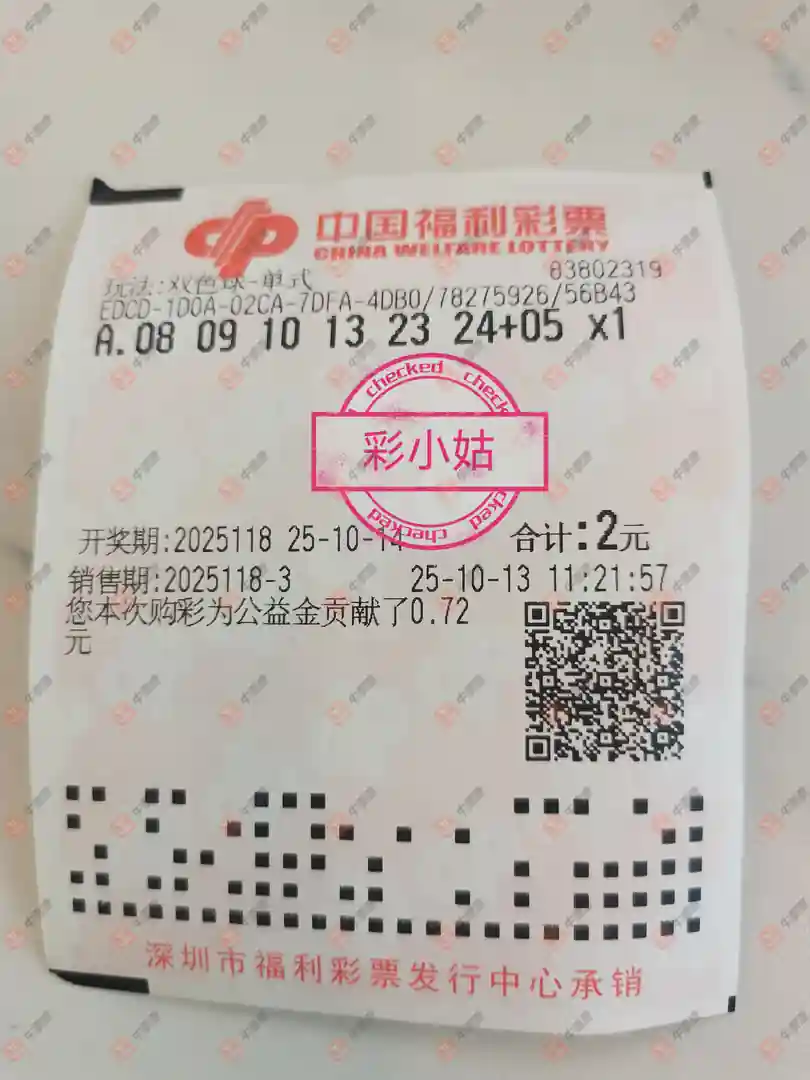 中国福利彩票
CHINA WELFARE LOTTERY
玩法:双色球-单式 83802319
EDCD-1D0A-02CA-7DFA-4DB0/78275926/56B43
A.08 09 10 13 23 24+05 x1
checked check
彩小姑
checked checked
开奖期:2025118 25-10-14 合计:2元
销售期:2025118-3 25-10-13 11:21:57
您本次购彩为公益金贡献了0.72
元
深圳市福利彩票发行中心承销